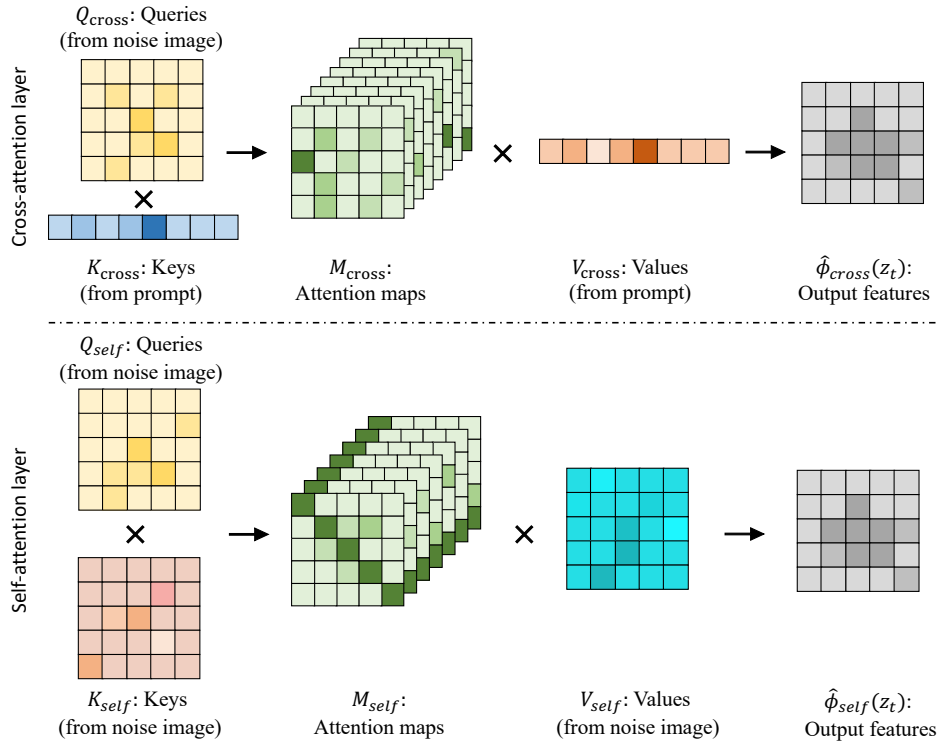 Cross-attention layer
Q_cross: Queries
(from noise image)
×
K_cross: Keys
(from prompt)
M_cross:
Attention maps
×
V_cross: Values
(from prompt)
ϕ̂_cross(z_t):
Output features
Self-attention layer
Q_self: Queries
(from noise image)
×
K_self: Keys
(from noise image)
M_self:
Attention maps
×
V_self: Values
(from noise image)
ϕ̂_self(z_t):
Output features